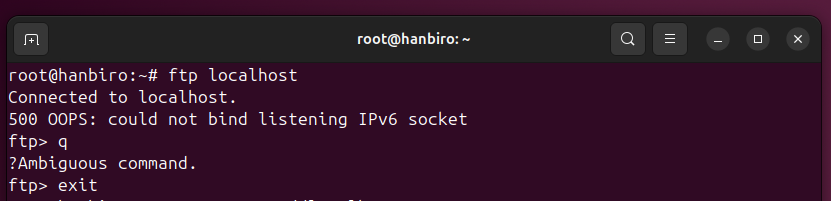 root@hanbiro: ~
root@hanbiro:~# ftp localhost
Connected to localhost.
500 OOPS: could not bind listening IPv6 socket
ftp> q
?Ambiguous command.
ftp> exit